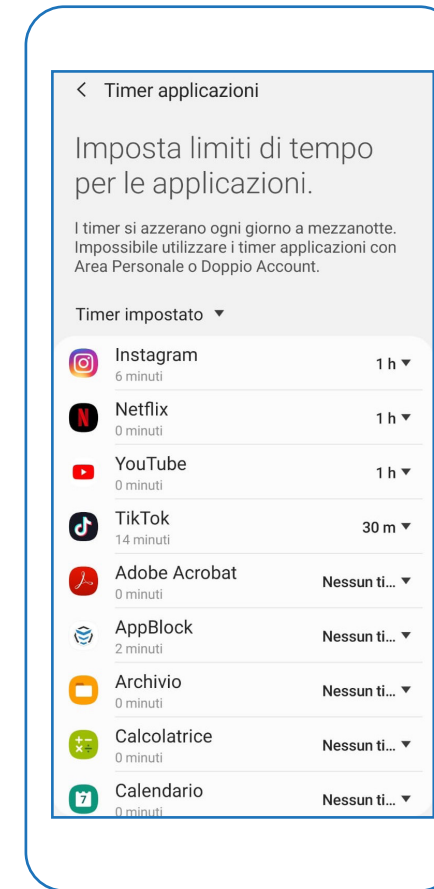 Timer applicazioni
Imposta limiti di tempo
per le applicazioni.
I timer si azzerano ogni giorno a mezzanotte.
Impossibile utilizzare i timer applicazioni con
Area Personale o Doppio Account.
Timer impostato
Instagram
1 h
6 minuti
Netflix
1 h
0 minuti
YouTube
1 h
0 minuti
TikTok
30 m
14 minuti
Adobe Acrobat
Nessun ti...
0 minuti
AppBlock
Nessun ti...
2 minuti
Archivio
Nessun ti...
0 minuti
Calcolatrice
Nessun ti...
0 minuti
Calendario
7
Nessun ti...
0 minuti